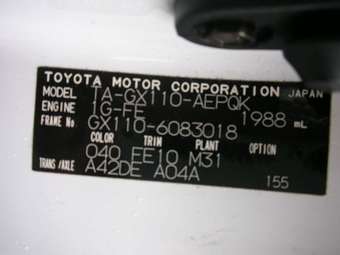 TOYOTA MOTOR CORPORATION JAPAN
MODEL TA-GX110-AEPQK
ENGINE 1G-FE 1988 mL
FRAME No. GX110-6083018
COLOR TRIM PLANT OPTION
040 FE10 M31
TRANS/AXLE A42DE A04A
155